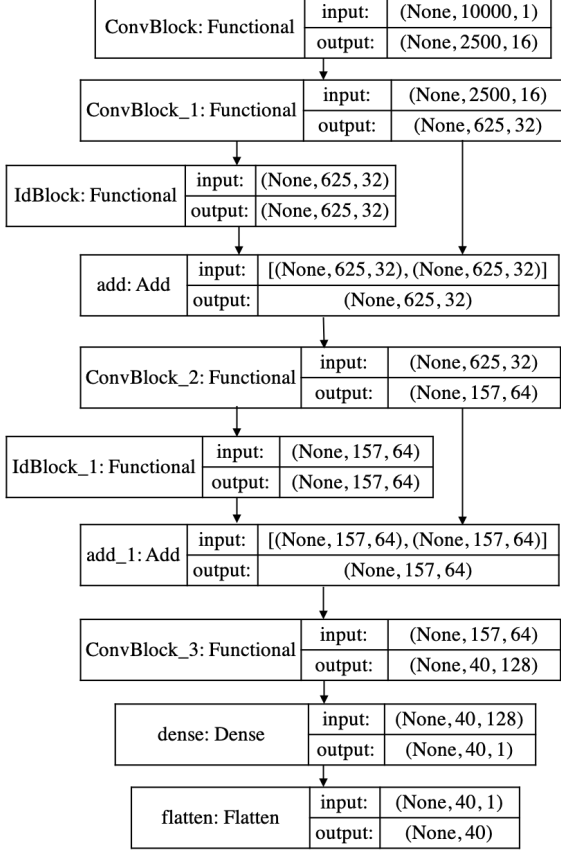 ConvBlock: Functional
input: (None, 10000, 1)
output: (None, 2500, 16)
ConvBlock_1: Functional
input: (None, 2500, 16)
output: (None, 625, 32)
IdBlock: Functional
input: (None, 625, 32)
output: (None, 625, 32)
add: Add
input: [(None, 625, 32), (None, 625, 32)]
output: (None, 625, 32)
ConvBlock_2: Functional
input: (None, 625, 32)
output: (None, 157, 64)
IdBlock_1: Functional
input: (None, 157, 64)
output: (None, 157, 64)
add_1: Add
input: [(None, 157, 64), (None, 157, 64)]
output: (None, 157, 64)
ConvBlock_3: Functional
input: (None, 157, 64)
output: (None, 40, 128)
dense: Dense
input: (None, 40, 128)
output: (None, 40, 1)
flatten: Flatten
input: (None, 40, 1)
output: (None, 40)